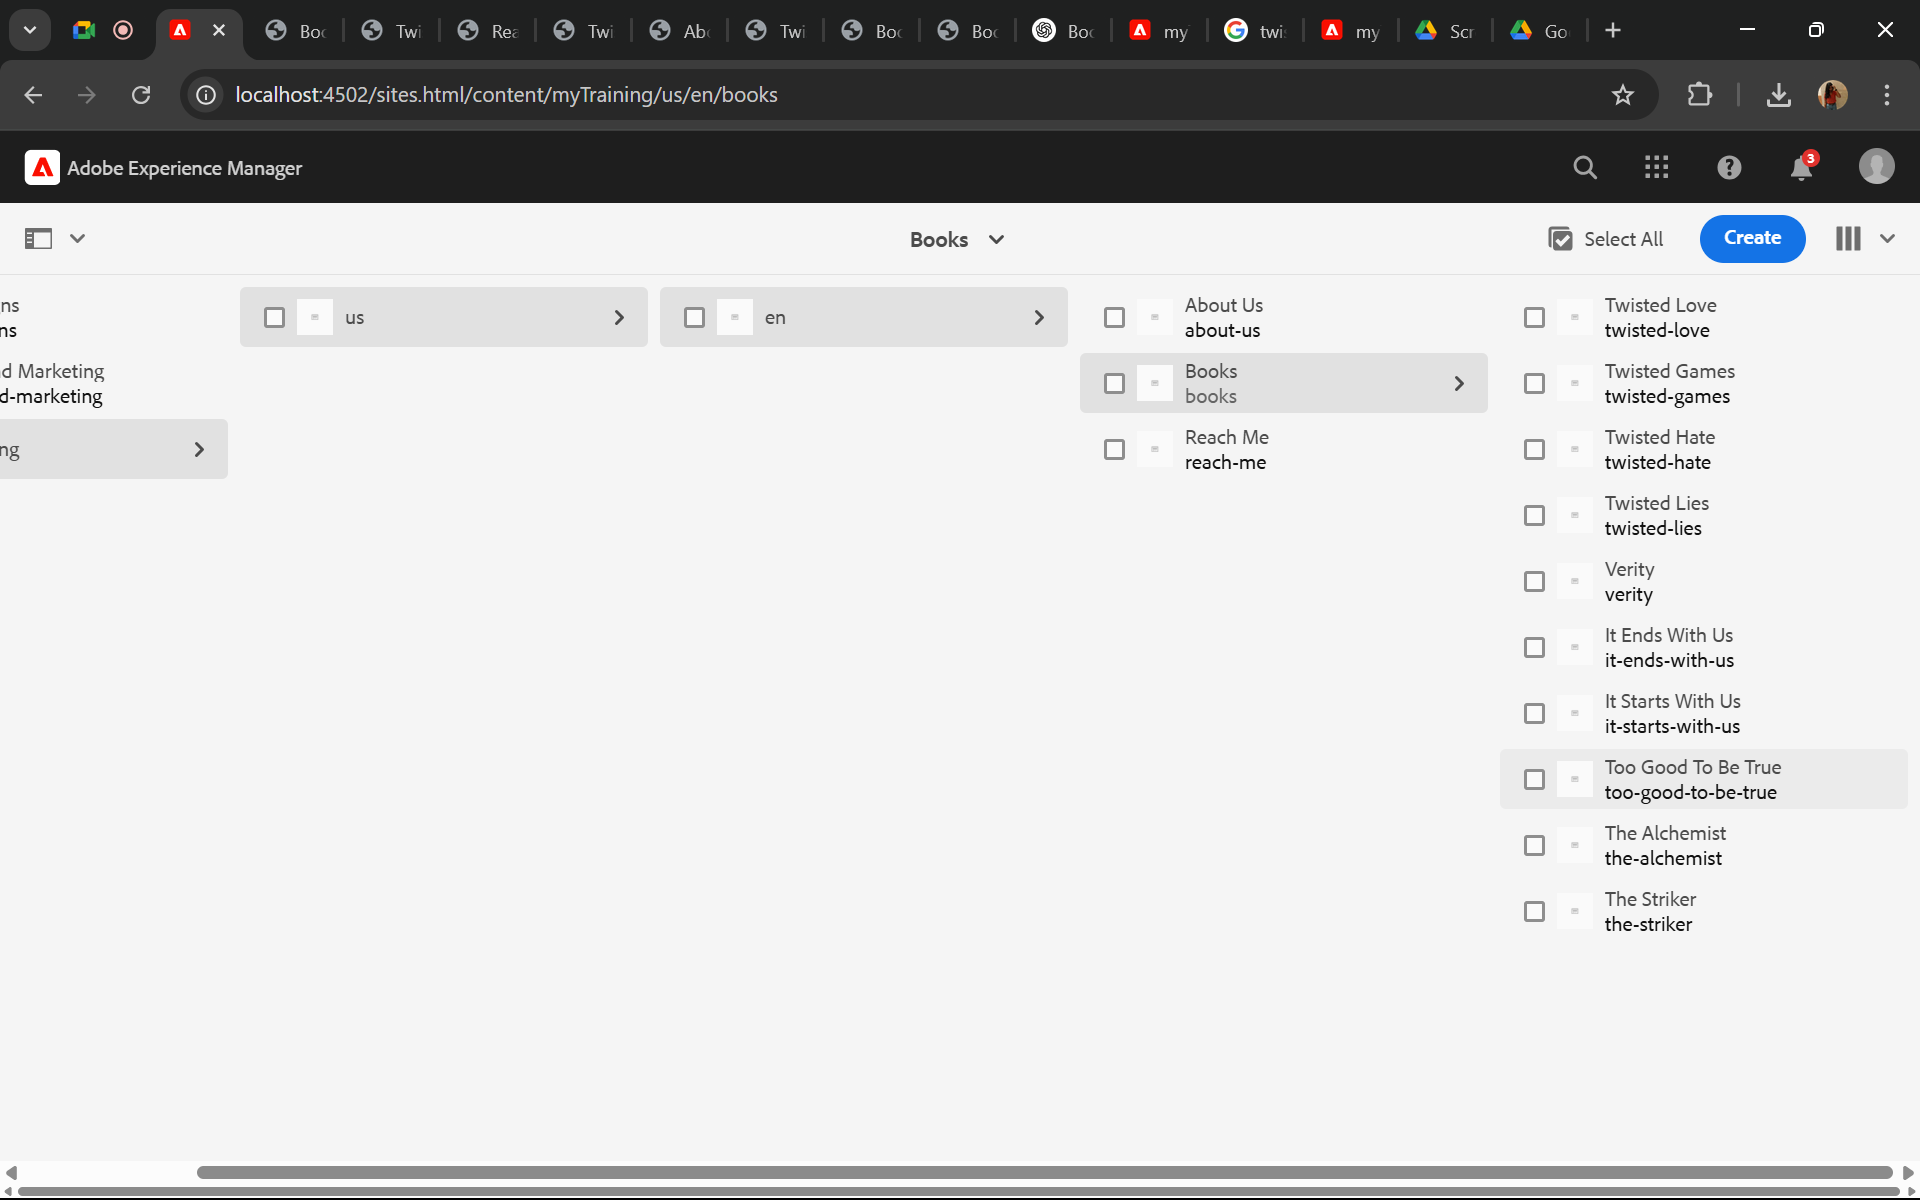 Boo
Twi
Rea
Twi
Abo
Twi
Boo
Boo
Boo
my
twi
my
Scr
Go
localhost:4502/sites.html/content/myTraining/us/en/books
Adobe Experience Manager
3
Books
Select All
Create
ns
ns
d Marketing
d-marketing
ng
us
en
About Us
about-us
Books
books
Reach Me
reach-me
Twisted Love
twisted-love
Twisted Games
twisted-games
Twisted Hate
twisted-hate
Twisted Lies
twisted-lies
Verity
verity
It Ends With Us
it-ends-with-us
It Starts With Us
it-starts-with-us
Too Good To Be True
too-good-to-be-true
The Alchemist
the-alchemist
The Striker
the-striker